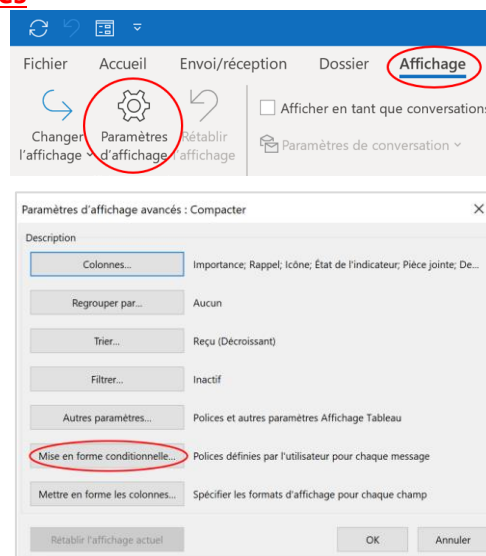 Fichier Accueil Envoi/réception Dossier Affichage
Changer l'affichage Paramètres d'affichage Rétablir l'affichage
Afficher en tant que conversations
Paramètres de conversation
Paramètres d'affichage avancés : Compacter
Description
Colonnes... Importance; Rappel; Icône; État de l'indicateur; Pièce jointe; De...
Regrouper par... Aucun
Trier... Reçu (Décroissant)
Filtrer... Inactif
Autres paramètres... Polices et autres paramètres Affichage Tableau
Mise en forme conditionnelle... Polices définies par l'utilisateur pour chaque message
Mettre en forme les colonnes... Spécifier les formats d'affichage pour chaque champ
Rétablir l'affichage actuel OK Annuler